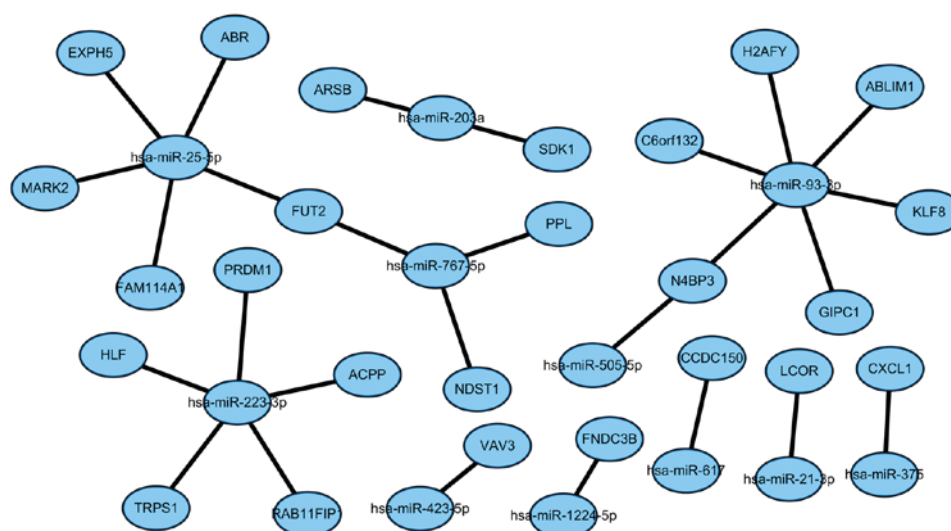 ABR
EXPH5
H2AFY
ARSB
ABLIM1
hsa-miR-203a
C6orf132
SDK1
hsa-miR-25-5p
MARK2
hsa-miR-93-3p
FUT2
KLF8
PPL
hsa-miR-767-5p
PRDM1
FAM114A1
N4BP3
GIPC1
HLF
hsa-miR-505-5p
CCDC150
ACPP
NDST1
LCOR
CXCL1
hsa-miR-223-3p
VAV3
FNDC3B
hsa-miR-617
hsa-miR-21-3p
hsa-miR-375
TRPS1
RAB11FIP1
hsa-miR-423-5p
hsa-miR-1224-5p